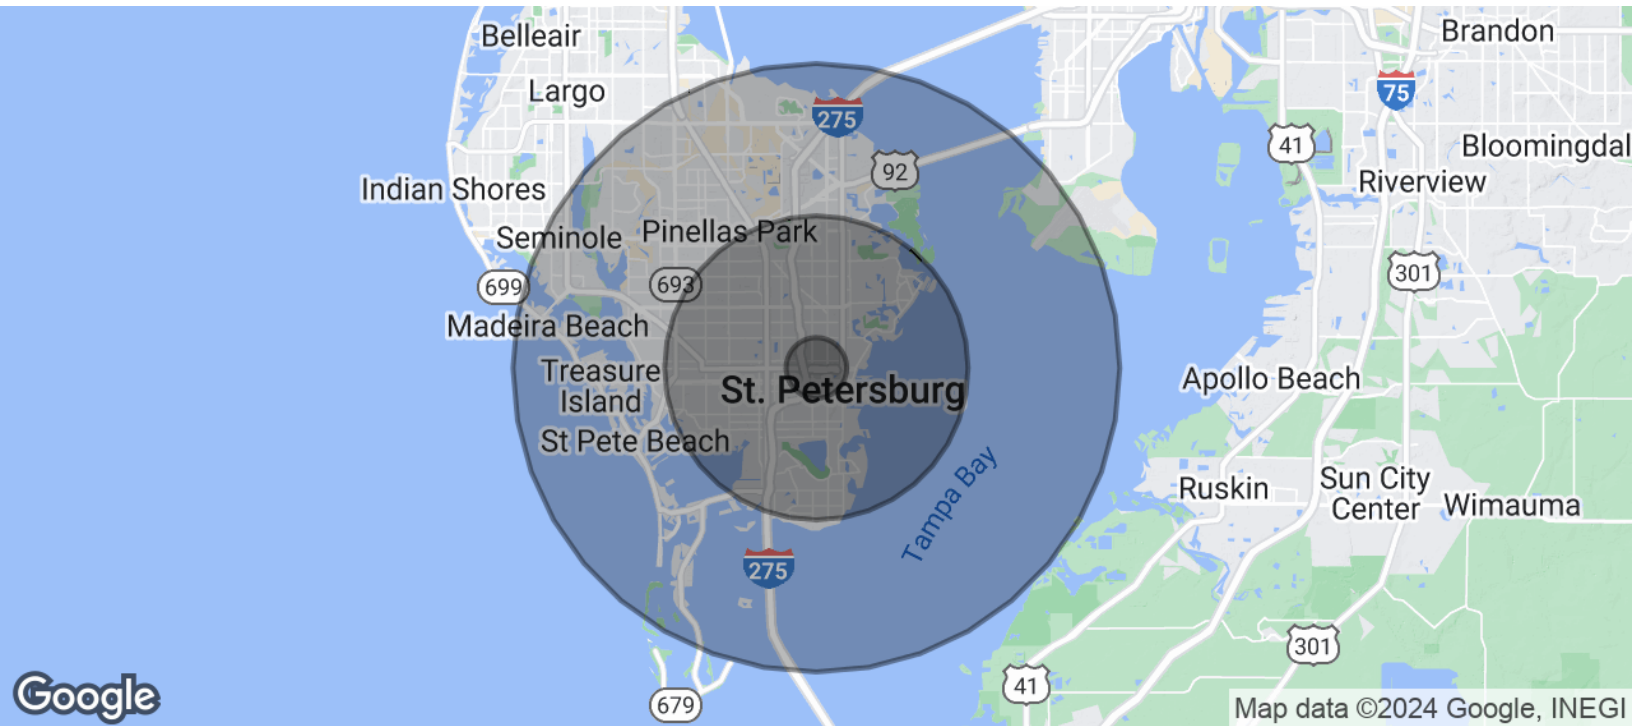 Belleair
Brandon
Largo
75
275
41
Bloomingdal
92
Indian Shores
Riverview
Seminole
Pinellas Park
699
693
301
Madeira Beach
Treasure
Island
St. Petersburg
Apollo Beach
St Pete Beach
Tampa Bay
Ruskin
Sun City
Center
Wimauma
275
301
41
679
Google
Map data ©2024 Google, INEGI